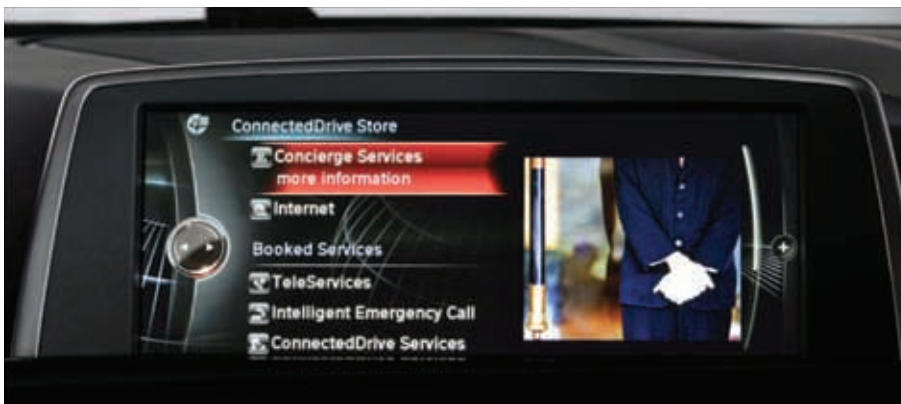 ConnectedDrive Store
Concierge Services
more information
Internet
Booked Services
TeleServices
Intelligent Emergency Call
ConnectedDrive Services